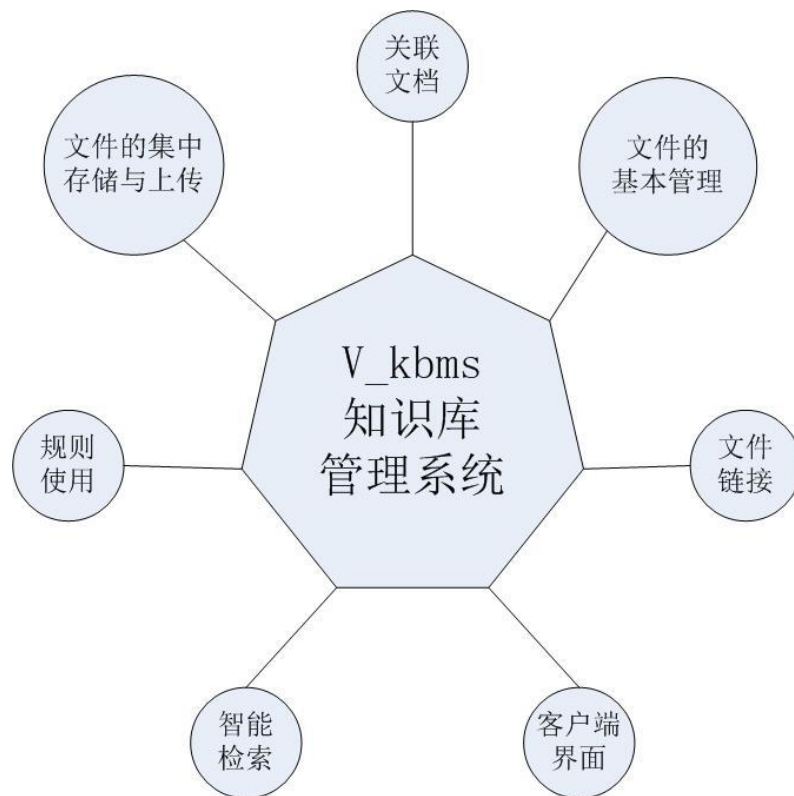 关联
文档
文件的集中
存储与上传
文件的
基本管理
V_kbms
知识库
管理系统
规则
使用
文件
链接
智能
检索
客户端
界面